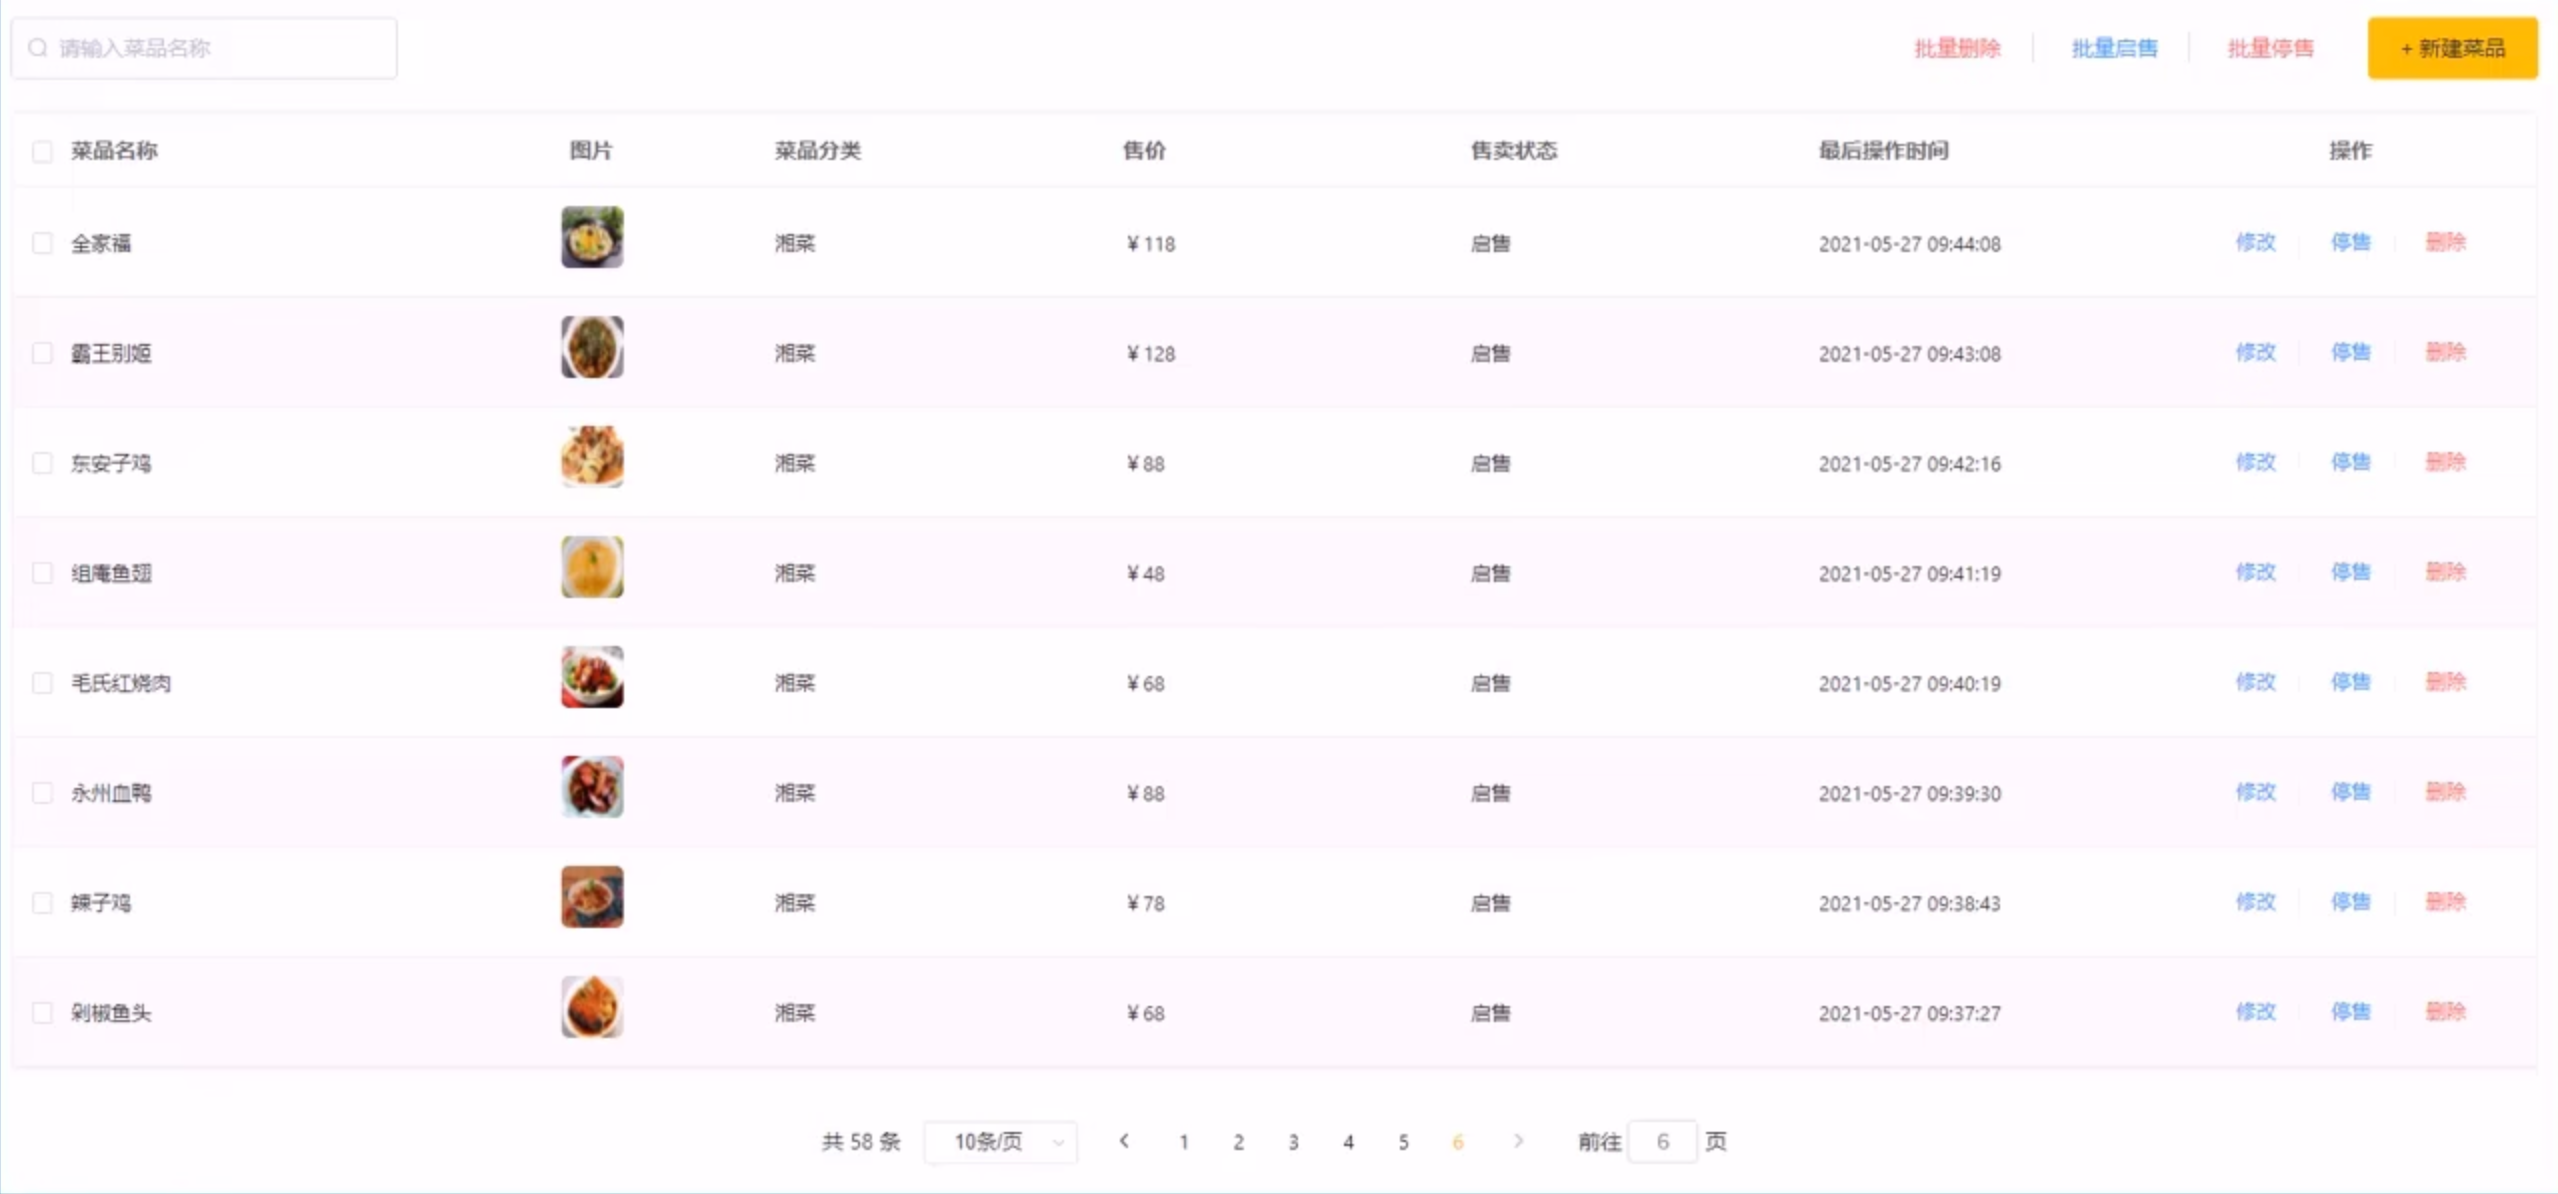 请输入菜品名称 批量删除 批量启售 批量停售 + 新建菜品
菜品名称 图片 菜品分类 售价 售卖状态 最后操作时间 操作
全家福 湘菜 ¥ 118 启售 2021-05-27 09:44:08 修改 停售 删除
霸王别姬 湘菜 ¥ 128 启售 2021-05-27 09:43:08 修改 停售 删除
东安子鸡 湘菜 ¥ 88 启售 2021-05-27 09:42:16 修改 停售 删除
组庵鱼翅 湘菜 ¥ 48 启售 2021-05-27 09:41:19 修改 停售 删除
毛氏红烧肉 湘菜 ¥ 68 启售 2021-05-27 09:40:19 修改 停售 删除
永州血鸭 湘菜 ¥ 88 启售 2021-05-27 09:39:30 修改 停售 删除
辣子鸡 湘菜 ¥ 78 启售 2021-05-27 09:38:43 修改 停售 删除
剁椒鱼头 湘菜 ¥ 68 启售 2021-05-27 09:37:27 修改 停售 删除
共 58 条 10条/页 1 2 3 4 5 6 前往 6 页